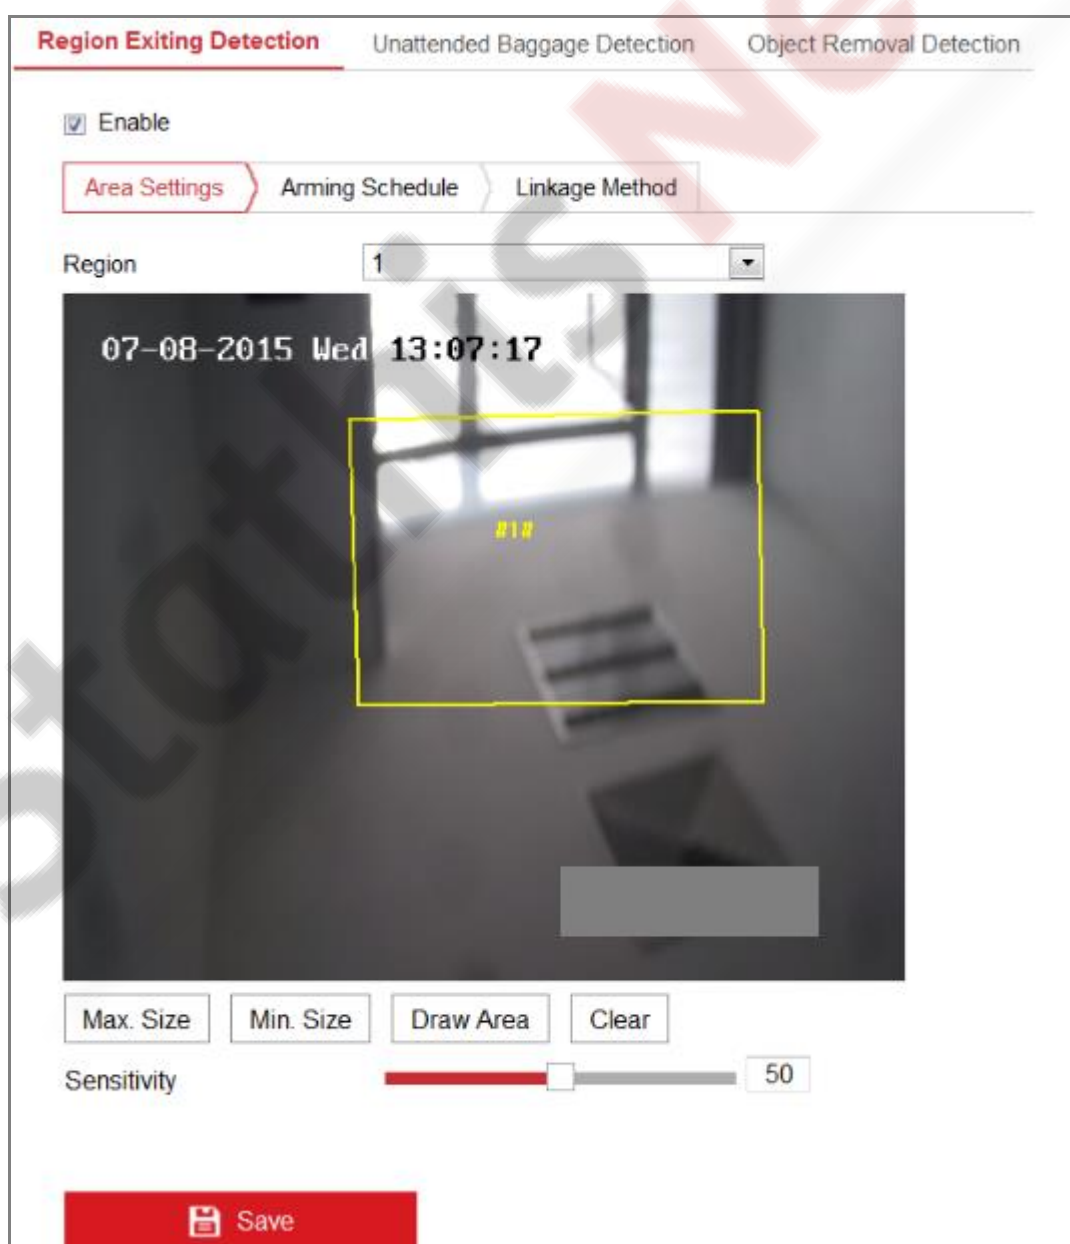 Region Exiting Detection Unattended Baggage Detection Object Removal Detection
Enable
Area Settings Arming Schedule Linkage Method
Region 1
07-08-2015 Wed 13:07:17
#1#
Max. Size Min. Size Draw Area Clear
Sensitivity 50
Save
StathisNe